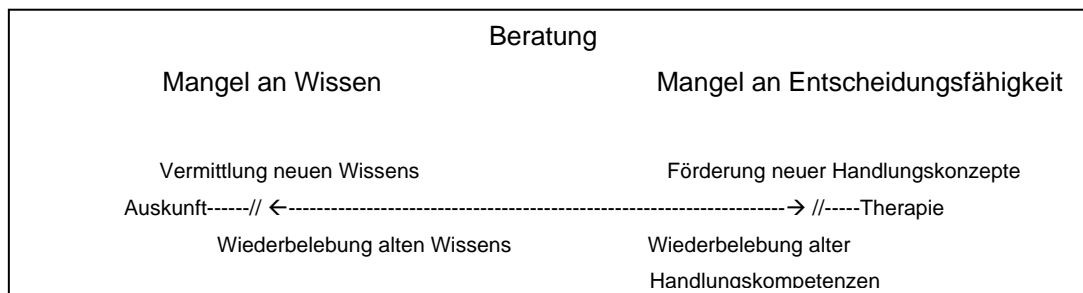 Beratung
Mangel an Wissen Mangel an Entscheidungsfähigkeit
Vermittlung neuen Wissens Förderung neuer Handlungskonzepte
Auskunft------// ←----------------------------------------------------------------------→ //-----Therapie
Wiederbelebung alten Wissens Wiederbelebung alter
Handlungskompetenzen